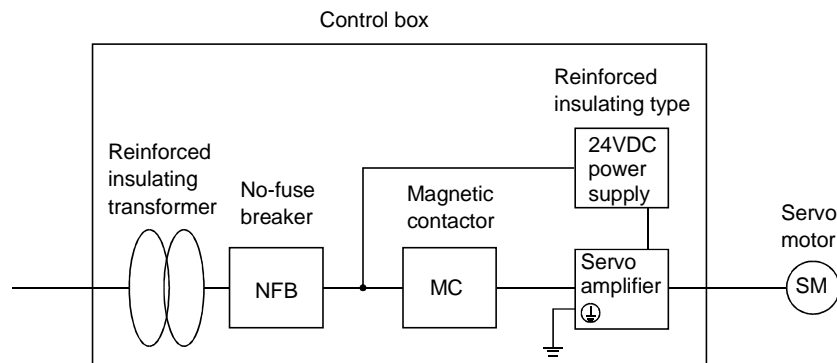 Control box
Reinforced
insulating type
24VDC
power
supply
Reinforced
insulating
transformer
No-fuse
breaker
Magnetic
contactor
Servo
motor
NFB
MC
Servo
amplifier
SM